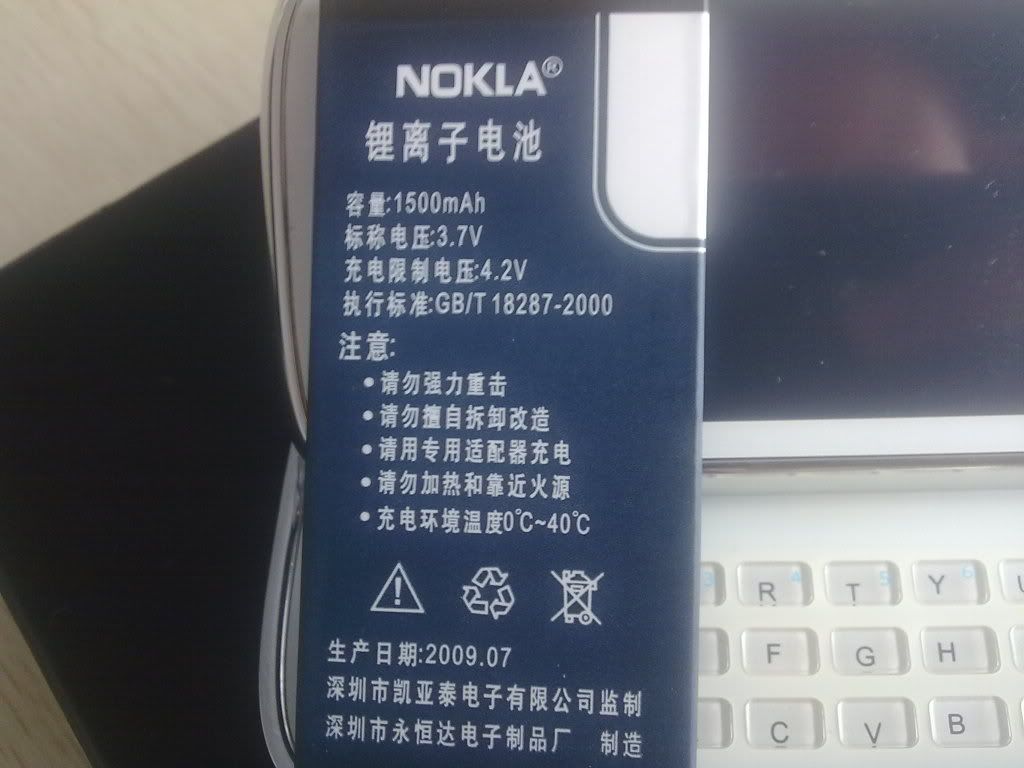 NOKLA®
锂离子电池
容量:1500mAh
标称电压:3.7V
充电限制电压:4.2V
执行标准:GB/T 18287-2000
注意:
•请勿强力重击
•请勿擅自拆卸改造
•请用专用适配器充电
•请勿加热和靠近火源
•充电环境温度0℃~40℃
生产日期:2009.07
深圳市凯亚泰电子有限公司监制
深圳市永恒达电子制品厂 制造
3 R 4 T 5 Y 6 U
F G H
C V B